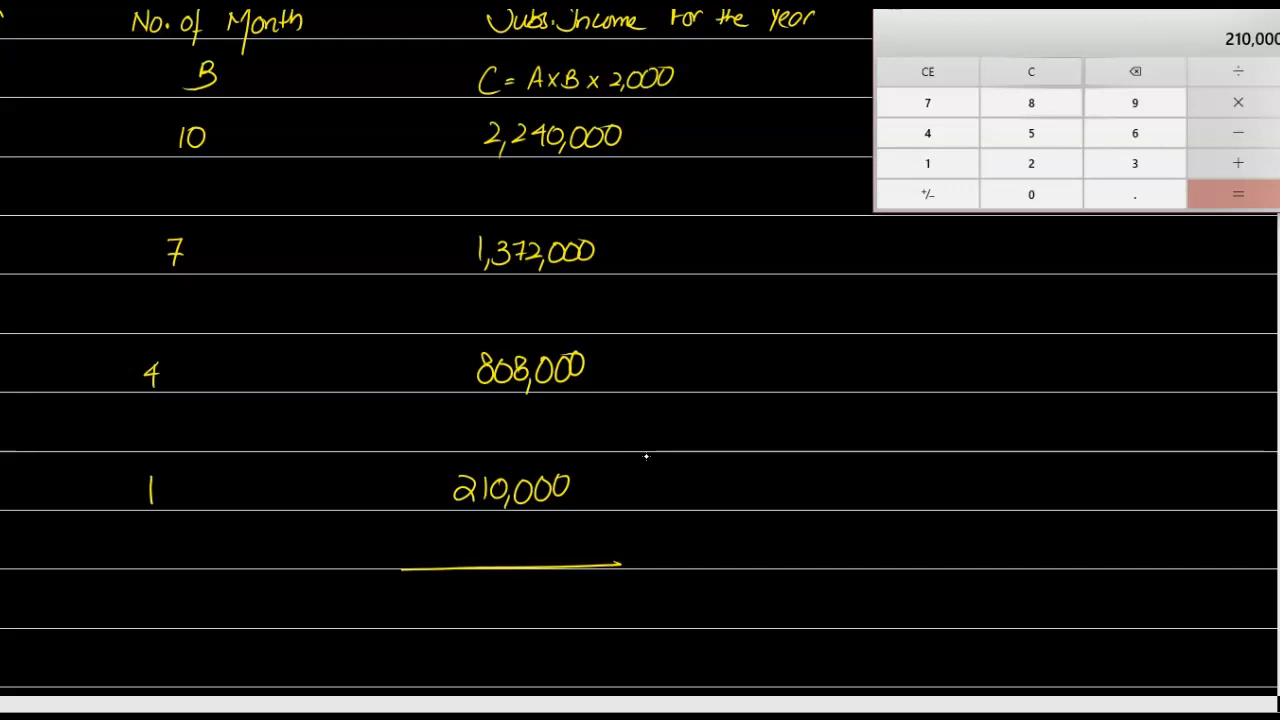 No. of Month Subs. Income For the Year
B C = A x B x 2,000
10 2,240,000
7 1,372,000
4 808,000
1 210,000
210,000
CE C ⌫ ÷
7 8 9 ×
4 5 6 −
1 2 3 +
+/− 0 . =